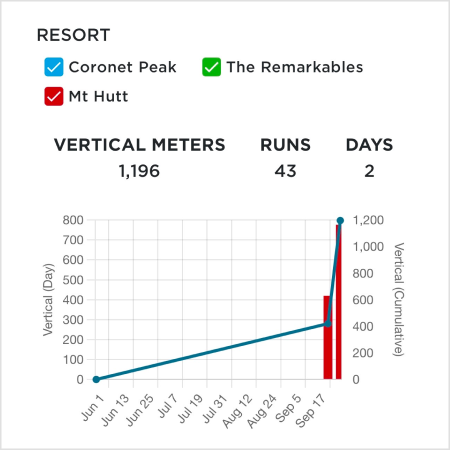 RESORT
Coronet Peak
The Remarkables
Mt Hutt
VERTICAL METERS RUNS DAYS
1,196 43 2
800 1,200
700
600 1,000
500 800
400 600
300 400
200 200
100
0 0
Vertical (Day)
Vertical (Cumulative)
Jun 1 Jun 13 Jun 25 Jul 7 Jul 19 Jul 31 Aug 12 Aug 24 Sep 5 Sep 17